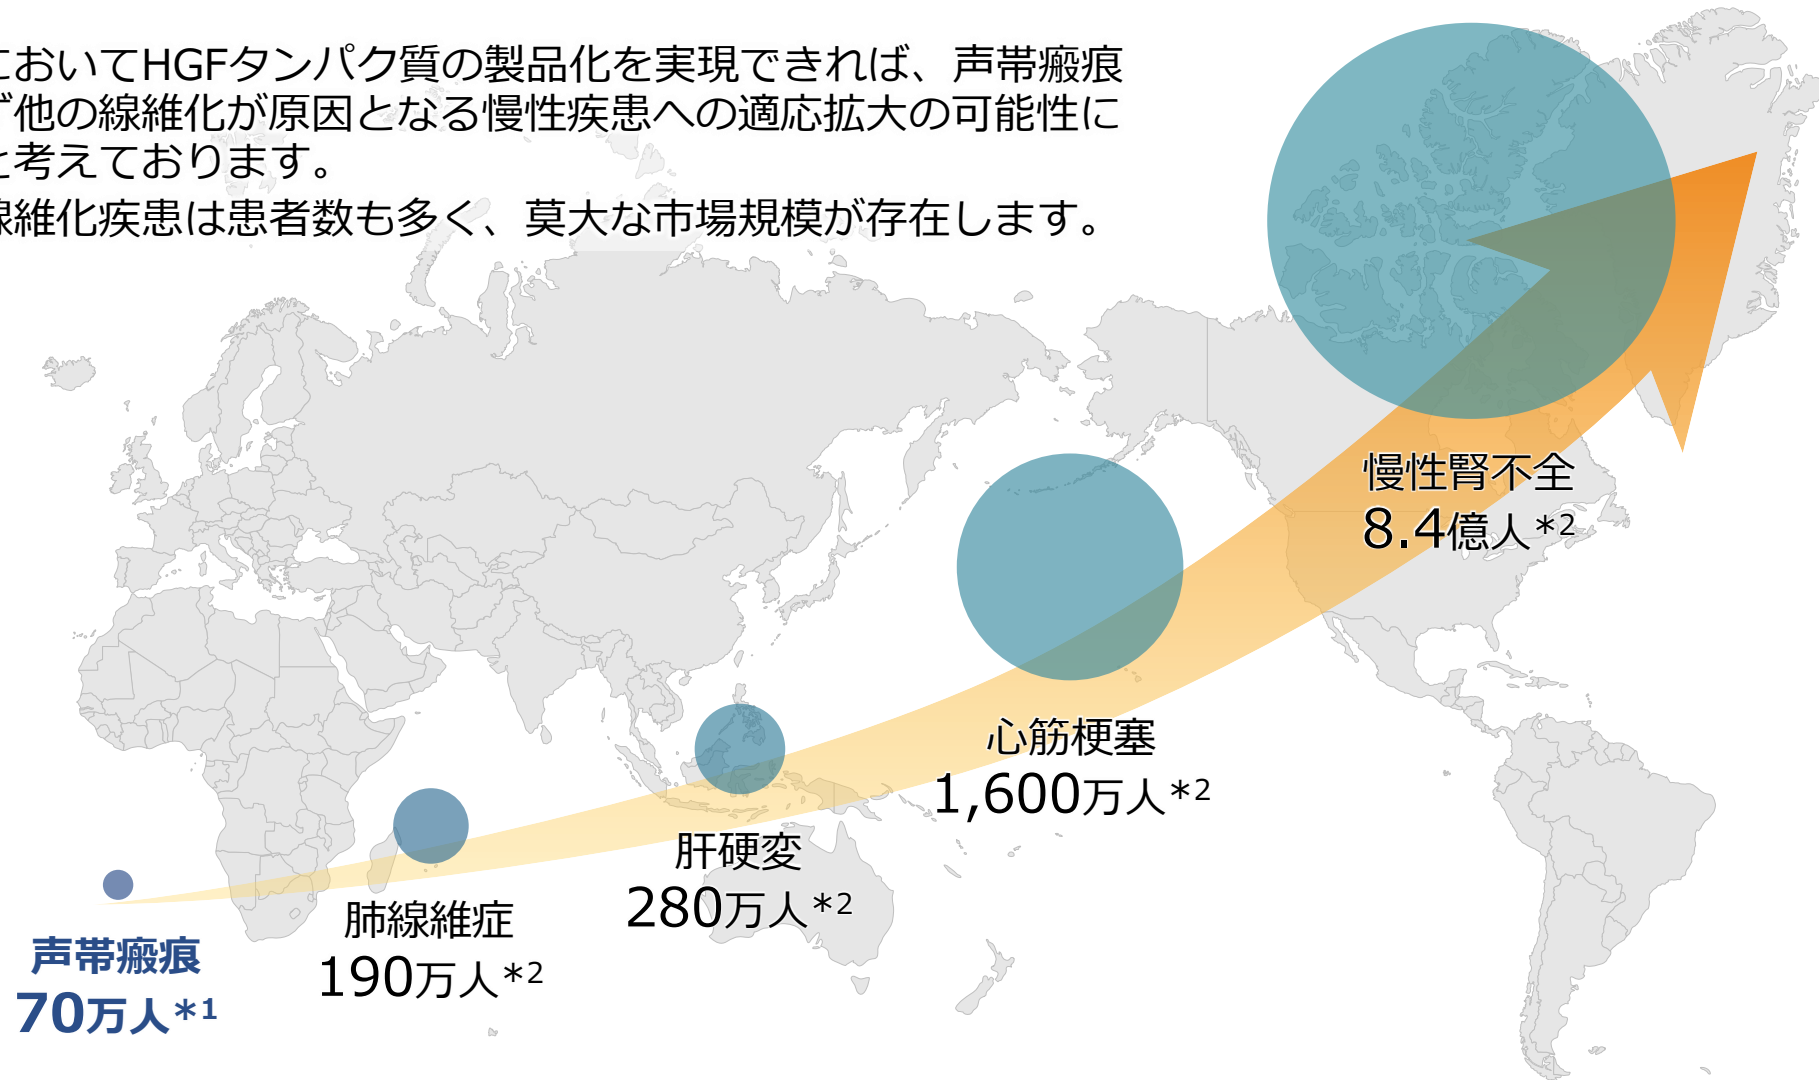 においてHGFタンパク質の製品化を実現できれば、声帯瘢痕
ず他の線維化が原因となる慢性疾患への適応拡大の可能性に
と考えております。
線維化疾患は患者数も多く、莫大な市場規模が存在します。
慢性腎不全
8.4億人*2
心筋梗塞
1,600万人*2
肝硬変
280万人*2
肺線維症
190万人*2
声帯瘢痕
70万人*1